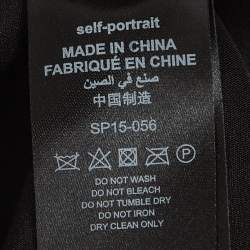 self-portrait
MADE IN CHINA
FABRIQUÉ EN CHINE
صنع في الصين
中国制造
SP15-056
P
DO NOT WASH
DO NOT BLEACH
DO NOT TUMBLE DRY
DO NOT IRON
DRY CLEAN ONLY